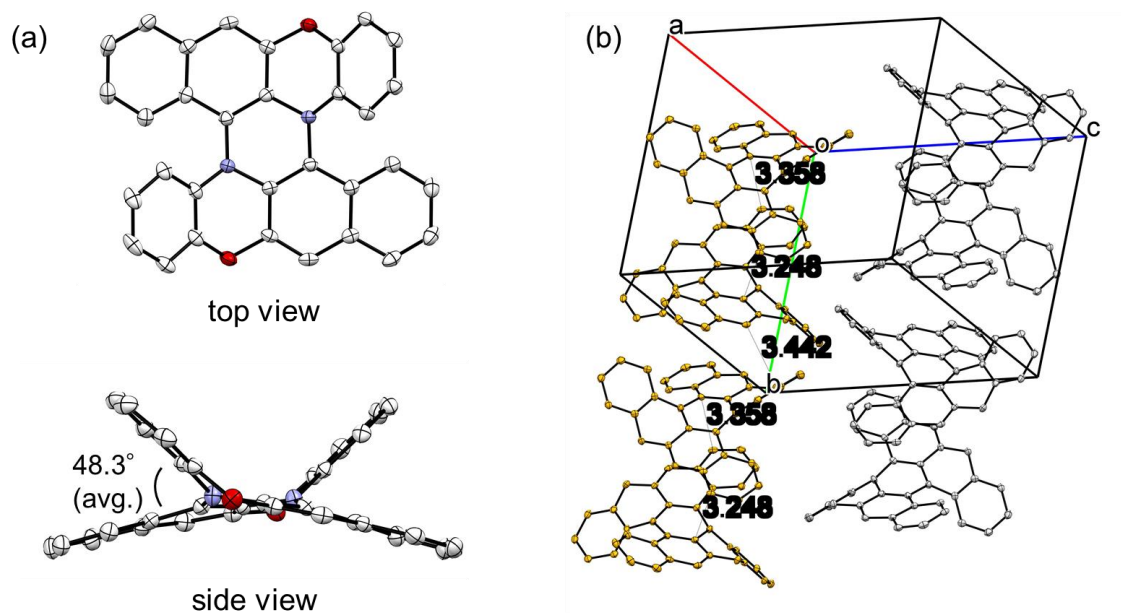 (a)
top view
48.3°
(avg.)
side view
(b)
a
o
c
3.358
3.248
3.442
b
3.358
3.248